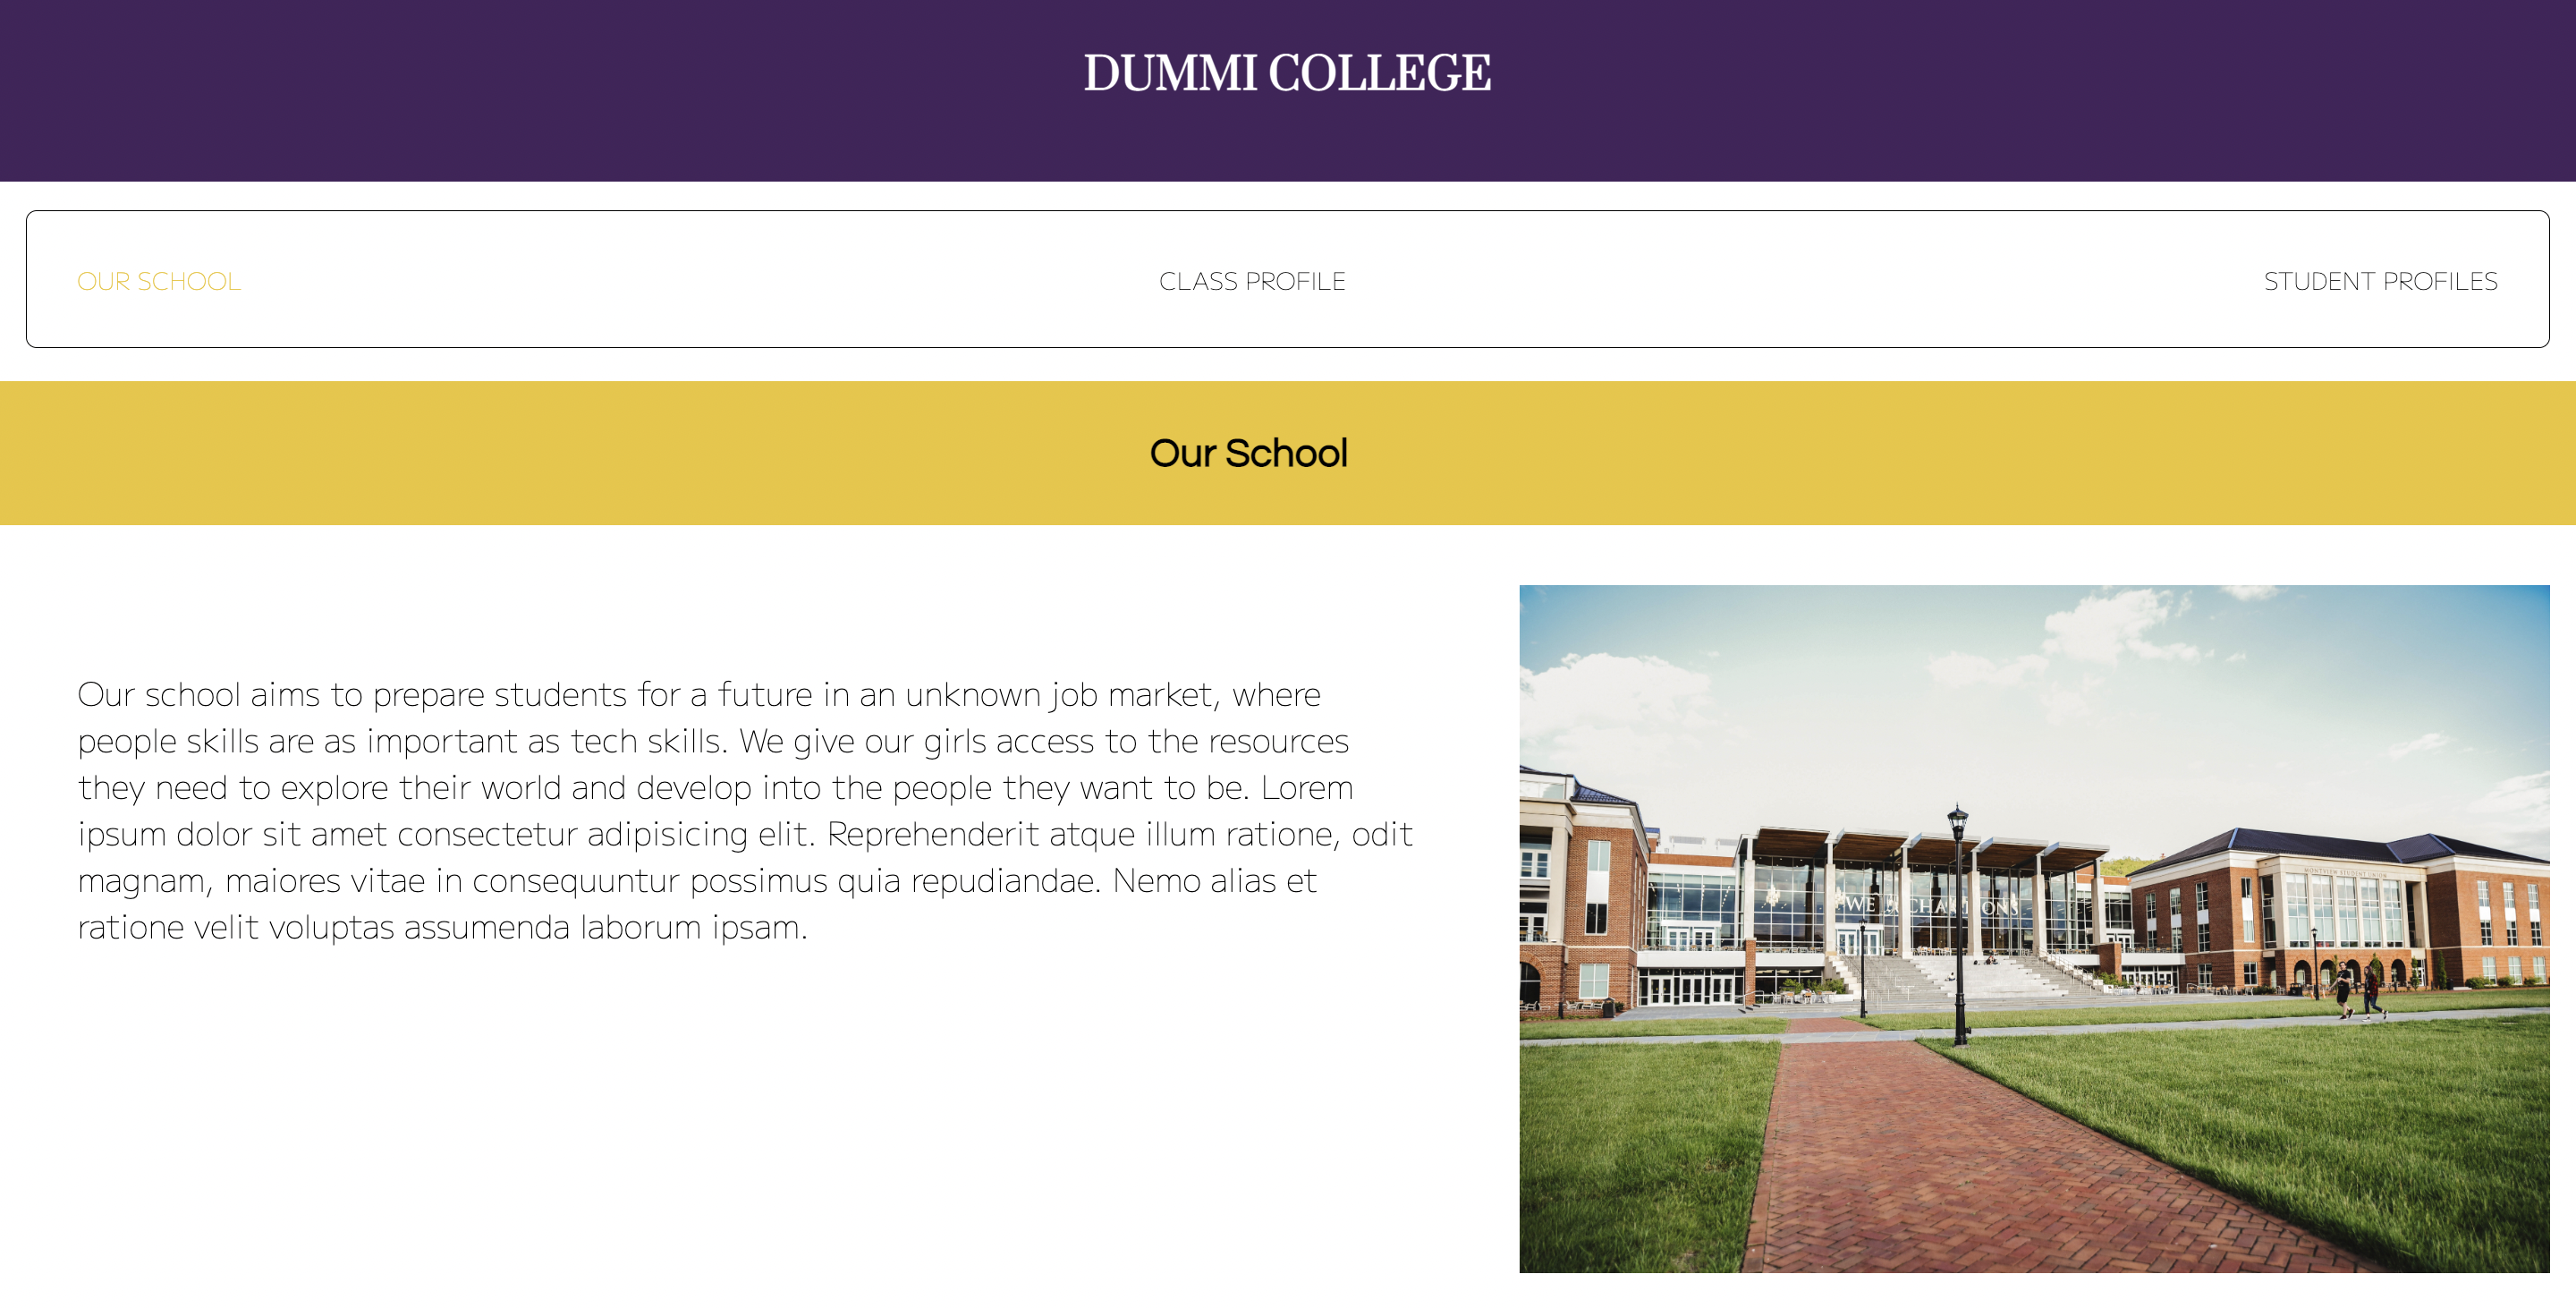 DUMMI COLLEGE
OUR SCHOOL
CLASS PROFILE
STUDENT PROFILES
Our School
Our school aims to prepare students for a future in an unknown job market, where
people skills are as important as tech skills. We give our girls access to the resources
they need to explore their world and develop into the people they want to be. Lorem
ipsum dolor sit amet consectetur adipisicing elit. Reprehenderit atque illum ratione, odit
magnam, maiores vitae in consequuntur possimus quia repudiandae. Nemo alias et
ratione velit voluptas assumenda laborum ipsam.
WE
MONTVIEW STUDENT UNION